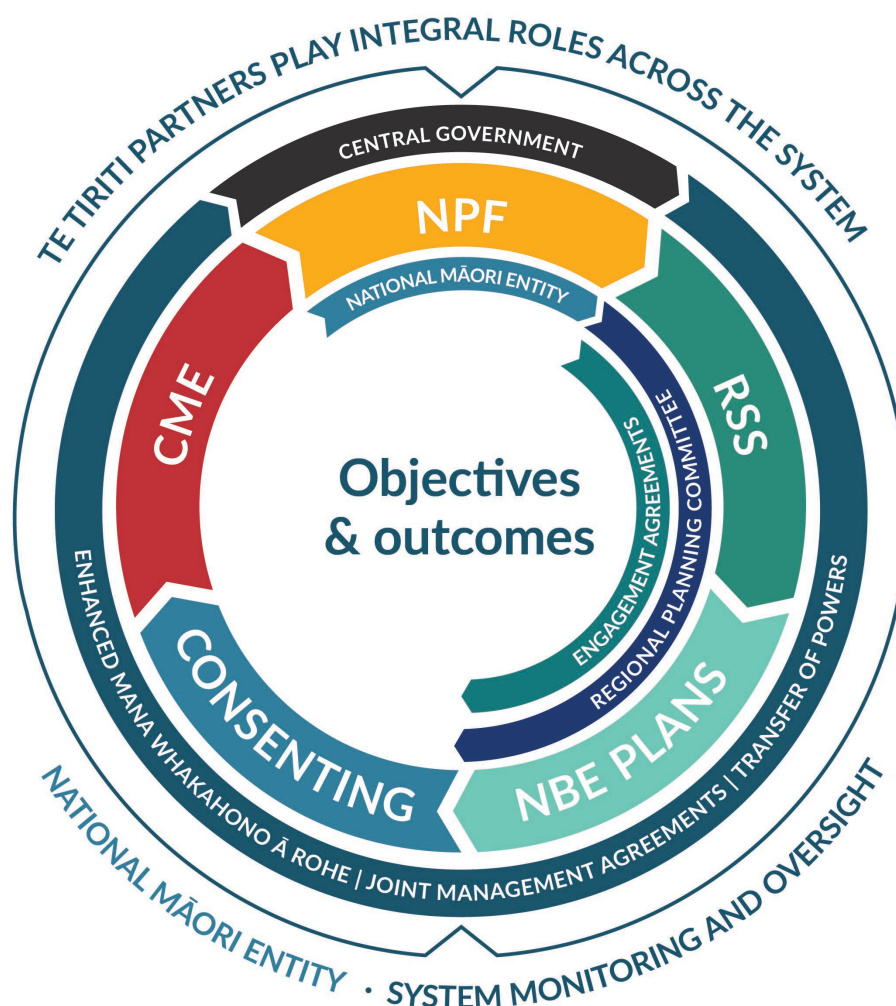 TE TIRITI PARTNERS PLAY INTEGRAL ROLES ACROSS THE SYSTEM
CENTRAL GOVERNMENT
NPF
NATIONAL MĀORI ENTITY
RSS
CME
REGIONAL PLANNING COMMITTEE
ENGAGEMENT AGREEMENTS
Objectives
& outcomes
CONSENTING
NBE PLANS
ENHANCED MANA WHAKAHONO Ā ROHE | JOINT MANAGEMENT AGREEMENTS | TRANSFER OF POWERS
NATIONAL MĀORI ENTITY · SYSTEM MONITORING AND OVERSIGHT